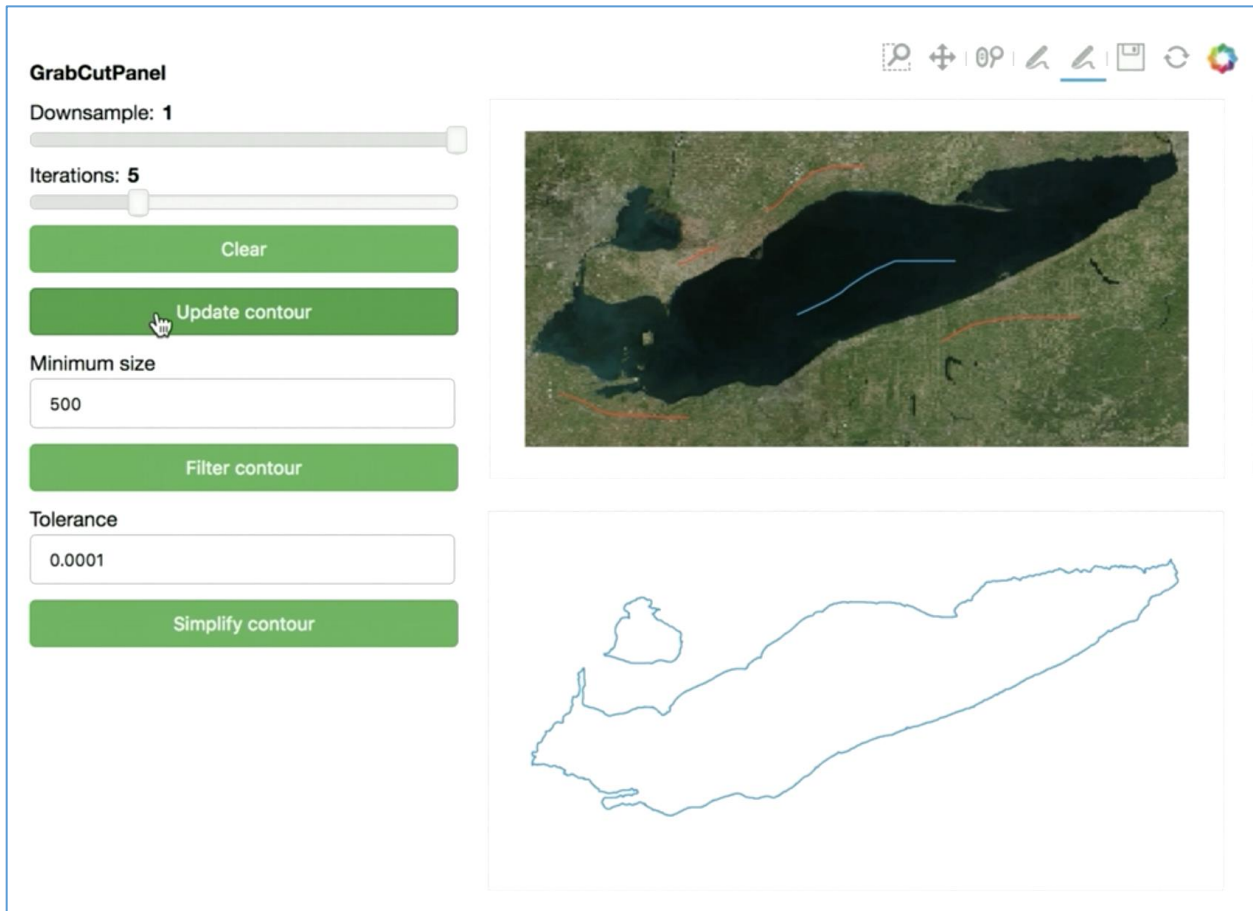 GrabCutPanel
Downsample: 1
Iterations: 5
Clear
Update contour
Minimum size
500
Filter contour
Tolerance
0.0001
Simplify contour